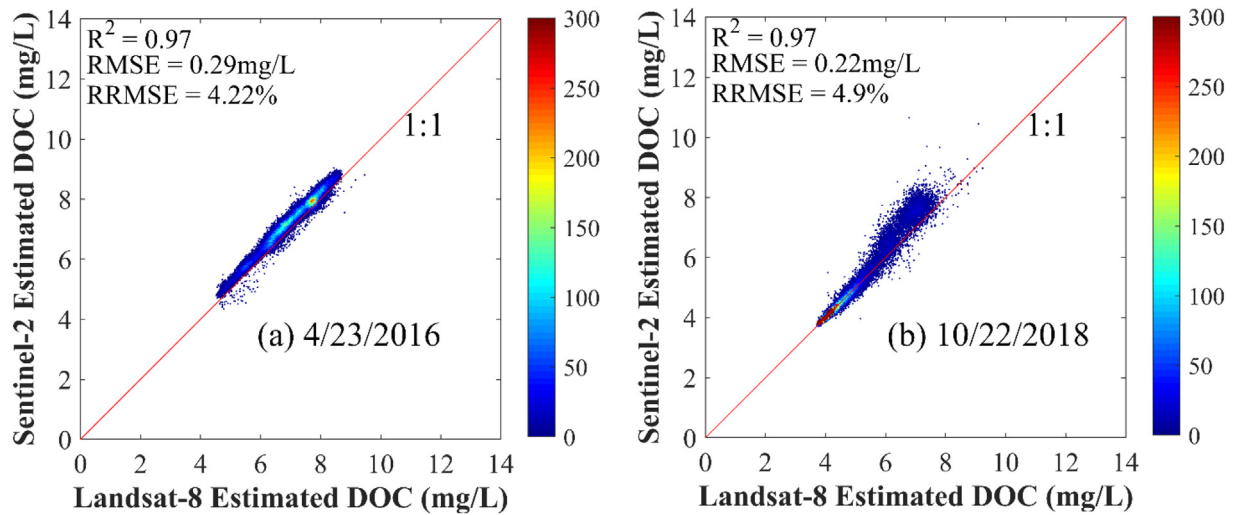 14
12
10
8
6
4
2
0
Sentinel-2 Estimated DOC (mg/L)
R2 = 0.97
RMSE = 0.29mg/L
RRMSE = 4.22%
1:1
(a) 4/23/2016
0 2 4 6 8 10 12 14
Landsat-8 Estimated DOC (mg/L)
300
250
200
150
100
50
0
14
12
10
8
6
4
2
0
Sentinel-2 Estimated DOC (mg/L)
R2 = 0.97
RMSE = 0.22mg/L
RRMSE = 4.9%
1:1
(b) 10/22/2018
0 2 4 6 8 10 12 14
Landsat-8 Estimated DOC (mg/L)
300
250
200
150
100
50
0